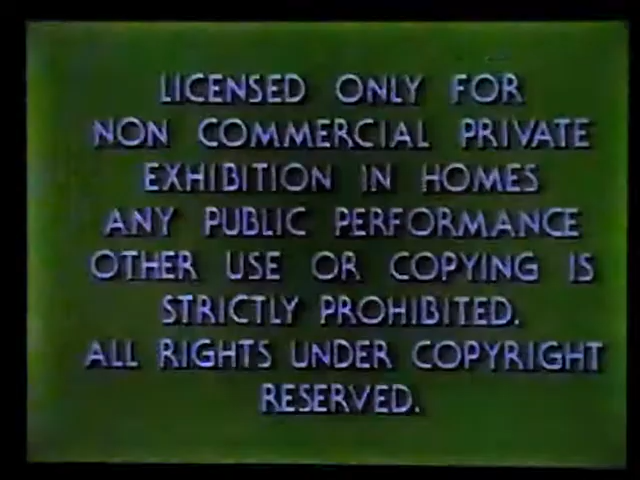 LICENSED ONLY FOR
NON COMMERCIAL PRIVATE
EXHIBITION IN HOMES
ANY PUBLIC PERFORMANCE
OTHER USE OR COPYING IS
STRICTLY PROHIBITED.
ALL RIGHTS UNDER COPYRIGHT
RESERVED.